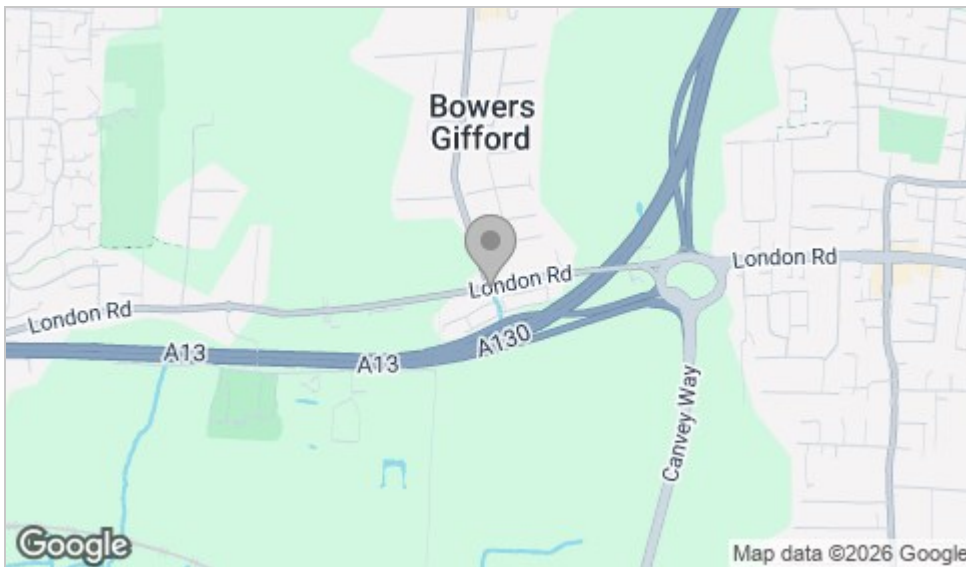 Bowers
Gifford
London Rd
London Rd
London Rd
A13
A13
A130
Canvey Way
Google
Map data ©2026 Google